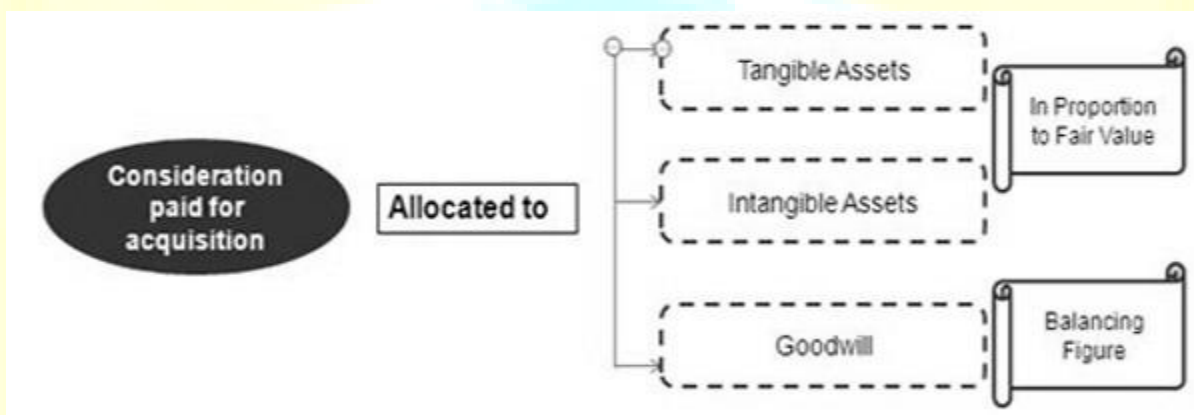 Consideration
paid for
acquisition
Allocated to
Tangible Assets
Intangible Assets
Goodwill
In Proportion
to Fair Value
Balancing
Figure